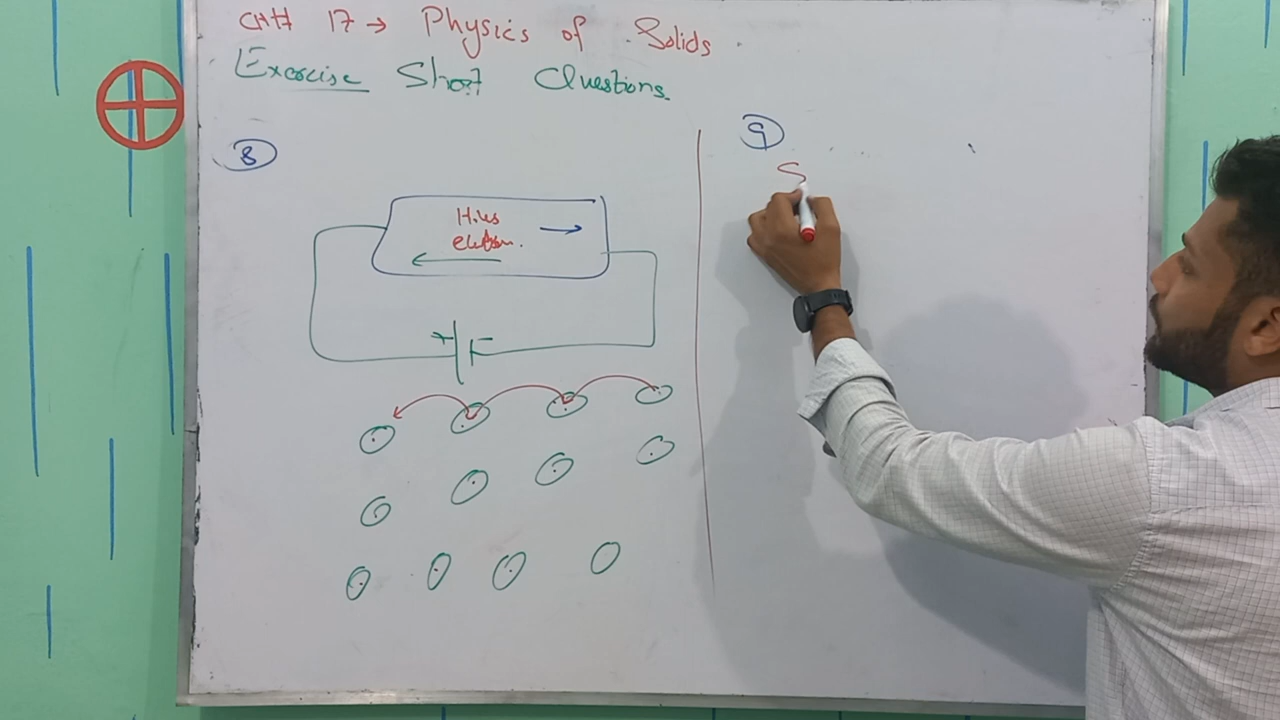 CH# 17 → Physics of Solids
Exercise Short Questions.
8
Holes →
electron.
←
+ -
9
S